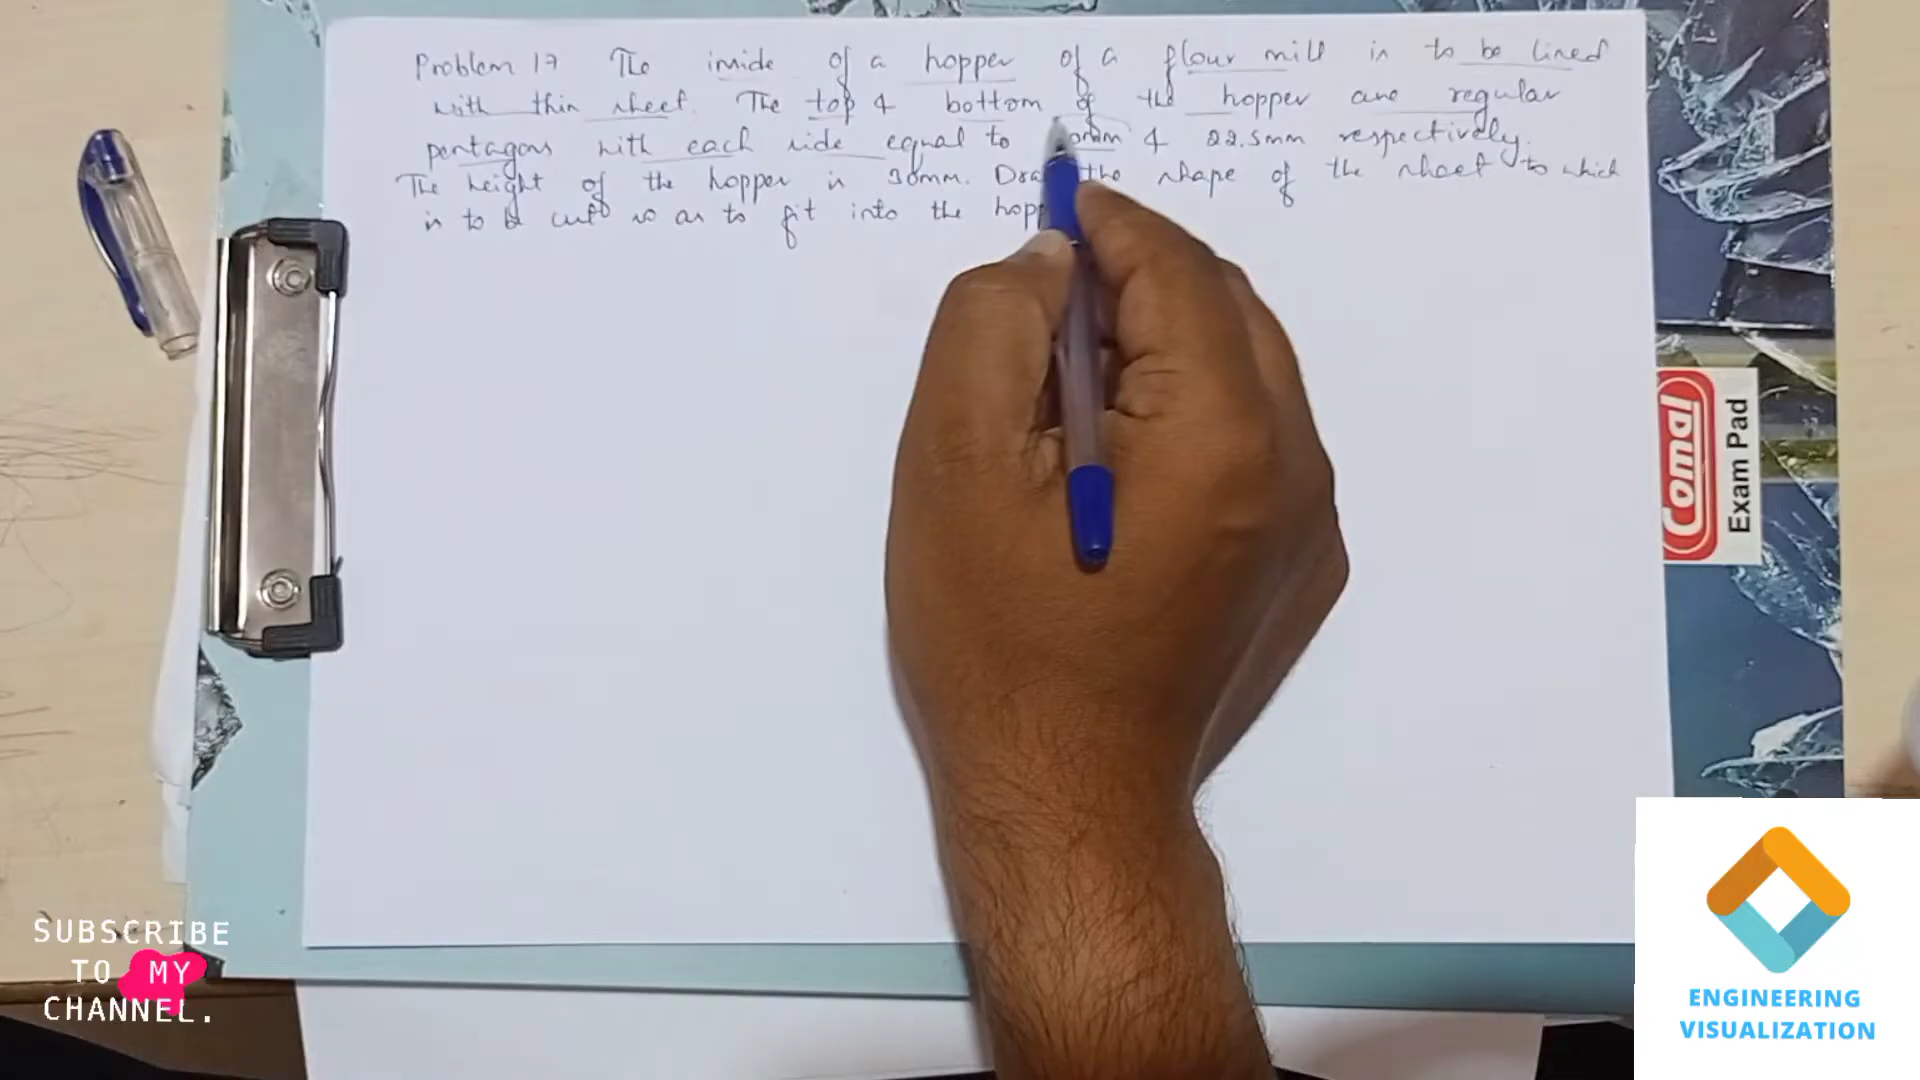 Problem 17 The inside of a hopper of a flour mill is to be lined
with thin sheet. The top & bottom of the hopper are regular
pentagons with each side equal to & 22.5mm respectively.
The height of the hopper is 30mm. Draw the shape of the sheet to which
is to be cut so as to fit into the
Comal
Exam Pad
SUBSCRIBE
TO MY
CHANNEL.
ENGINEERING
VISUALIZATION